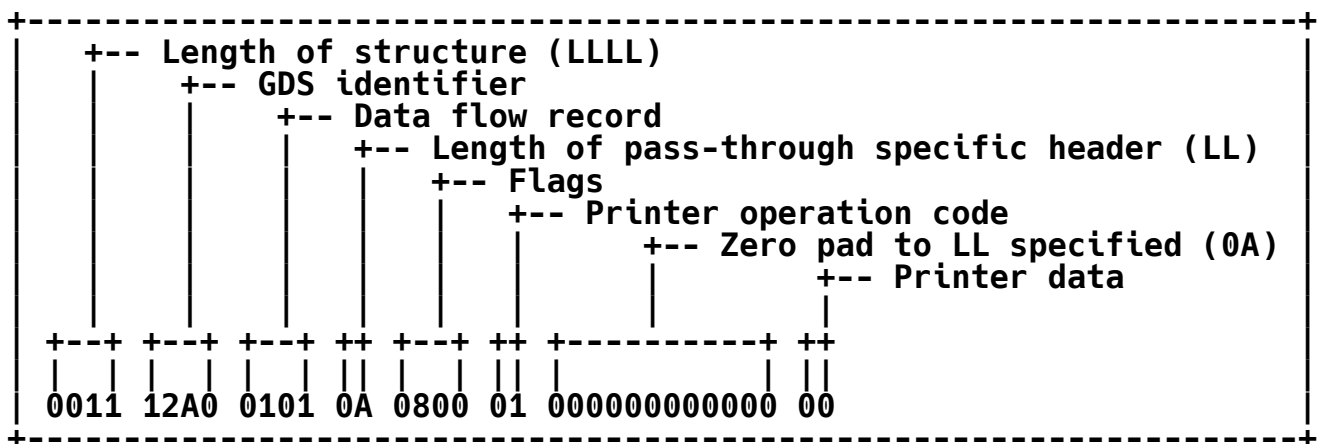 +-- Length of structure (LLLL)
+-- GDS identifier
+-- Data flow record
+-- Length of pass-through specific header (LL)
+-- Flags
+-- Printer operation code
+-- Zero pad to LL specified (0A)
+-- Printer data
0011 12A0 0101 0A 0800 01 000000000000 00